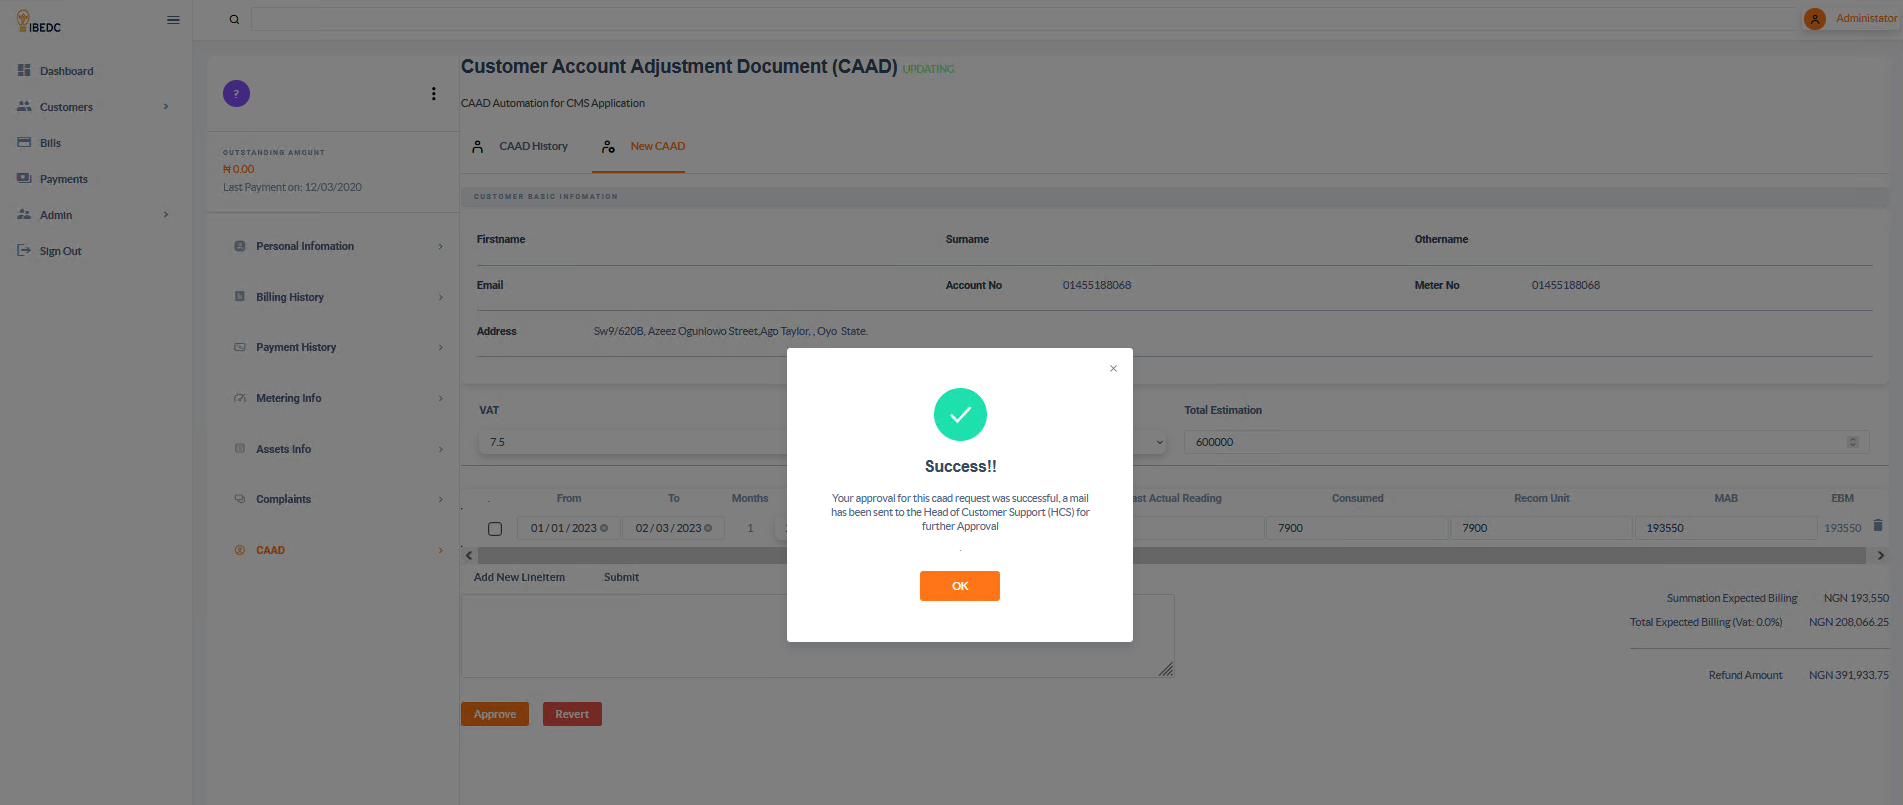 IBEDC
Administator
Dashboard
Customers
Bills
Payments
Admin
Sign Out
?
OUTSTANDING AMOUNT
₦ 0.00
Last Payment on: 12/03/2020
Personal Infomation
Billing History
Payment History
Metering Info
Assets Info
Complaints
CAAD
Customer Account Adjustment Document (CAAD) UPDATING
CAAD Automation for CMS Application
CAAD History New CAAD
CUSTOMER BASIC INFOMATION
Firstname Surname Othername
Email Account No 01455188068 Meter No 01455188068
Address Sw9/620B, Azeez Ogunlowo Street,Ago Taylor, , Oyo State.
VAT Total Estimation
7.5 600000
. From To Months ast Actual Reading Consumed Recom Unit MAB EBM
01/01/2023 02/03/2023 1 7900 7900 193550 193550
Add New LineItem Submit
Summation Expected Billing NGN 193,550
Total Expected Billing (Vat: 0.0%) NGN 208,066.25
Refund Amount NGN 391,933.75
Approve Revert
×
Success!!
Your approval for this caad request was successful, a mail
has been sent to the Head of Customer Support (HCS) for
further Approval
.
OK